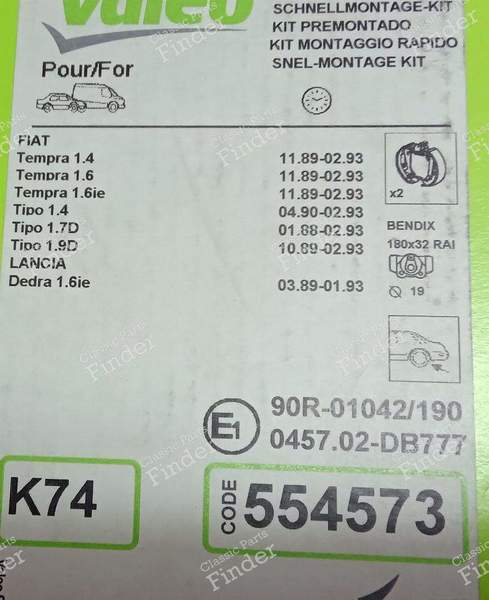 Valeo
SCHNELLMONTAGE-KIT
KIT PREMONTADO
KIT MONTAGGIO RAPIDO
SNEL-MONTAGE KIT
Pour/For
FIAT
Tempra 1.4 11.89-02.93
Tempra 1.6 11.89-02.93
Tempra 1.6ie 11.89-02.93
Tipo 1.4 04.90-02.93
Tipo 1.7D 01.88-02.93
Tipo 1.9D 10.89-02.93
LANCIA
Dedra 1.6ie 03.89-01.93
x2
BENDIX
180x32 RAI
19
E1
90R-01042/190
0457.02-DB777
K74
CODE
554573
Classic Parts
Finder